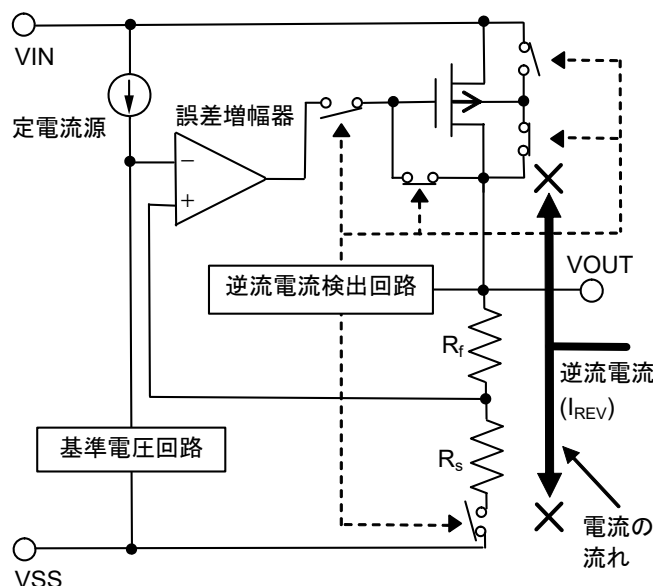 VIN
定電流源
誤差増幅器
−
+
逆流電流検出回路
VOUT
Rf
逆流電流
(IREV)
基準電圧回路
Rs
電流の
流れ
VSS